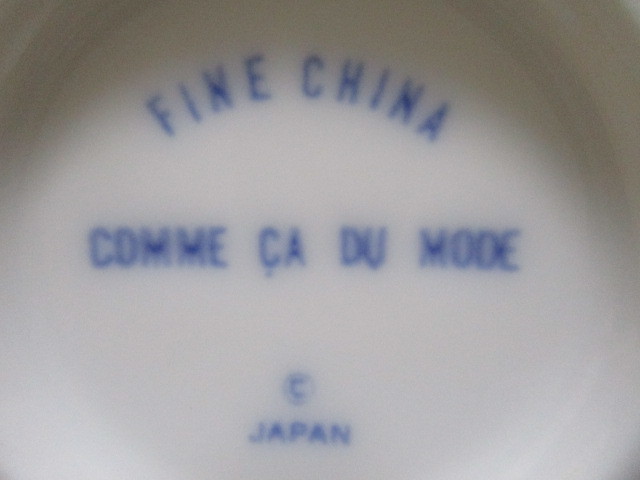 FINE CHINA
COMME ÇA DU MODE
©
JAPAN